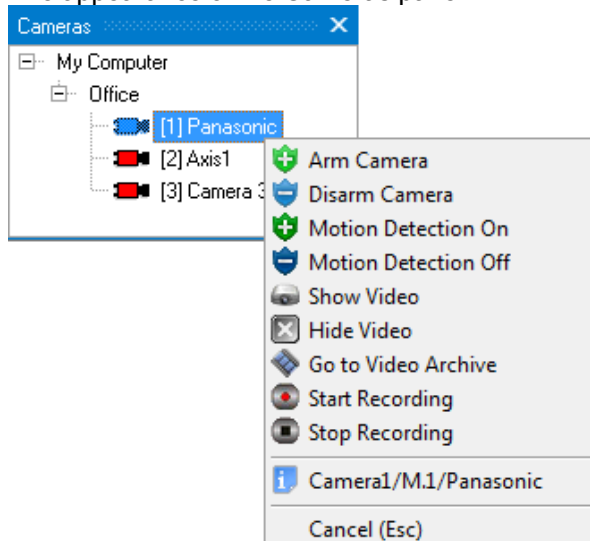 Cameras
My Computer
Office
[1] Panasonic
[2] Axis1
[3] Camera 3
Arm Camera
Disarm Camera
Motion Detection On
Motion Detection Off
Show Video
Hide Video
Go to Video Archive
Start Recording
Stop Recording
Camera1/M.1/Panasonic
Cancel (Esc)